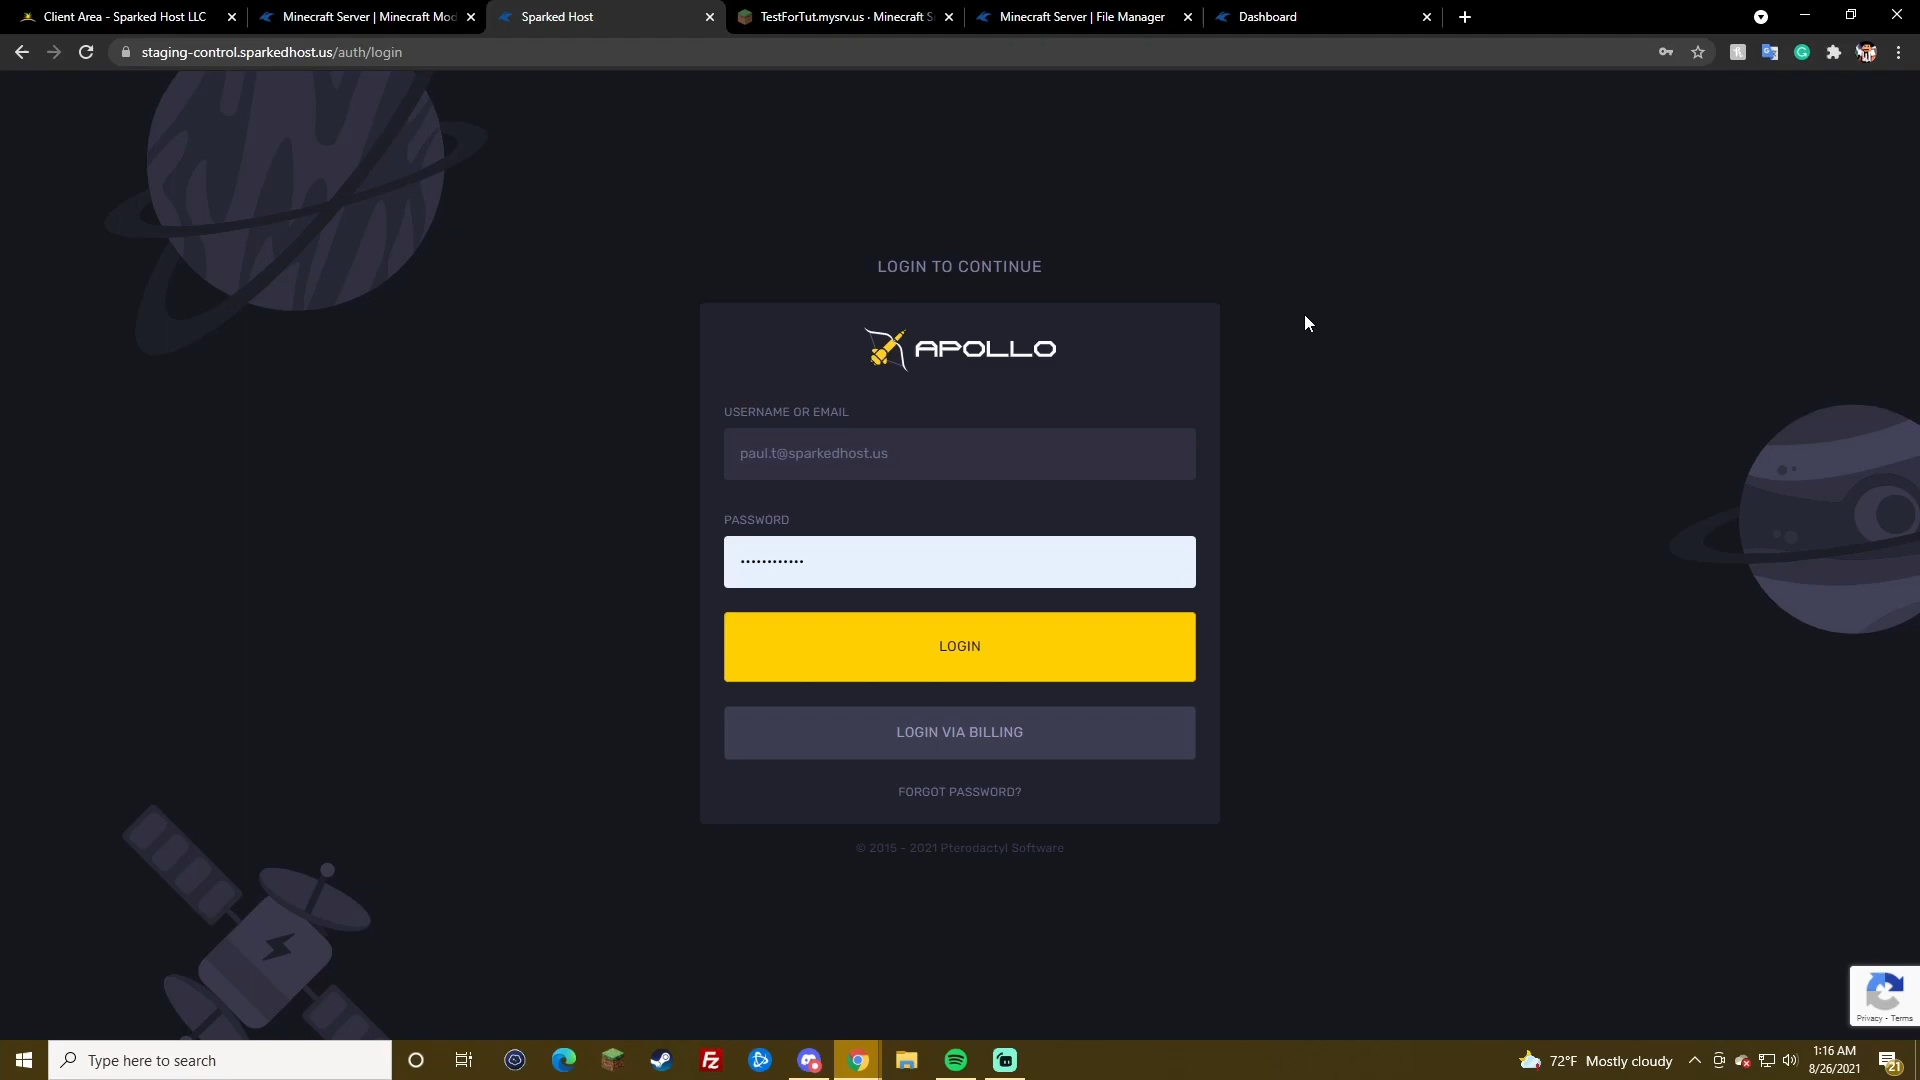 Client Area - Sparked Host LLC
Minecraft Server | Minecraft Mod
Sparked Host
TestForTut.mysrv.us · Minecraft S
Minecraft Server | File Manager
Dashboard
staging-control.sparkedhost.us/auth/login
LOGIN TO CONTINUE
APOLLO
USERNAME OR EMAIL
paul.t@sparkedhost.us
PASSWORD
••••••••••••
LOGIN
LOGIN VIA BILLING
FORGOT PASSWORD?
© 2015 - 2021 Pterodactyl Software
Privacy - Terms
Type here to search
72°F Mostly cloudy
1:16 AM
8/26/2021
21